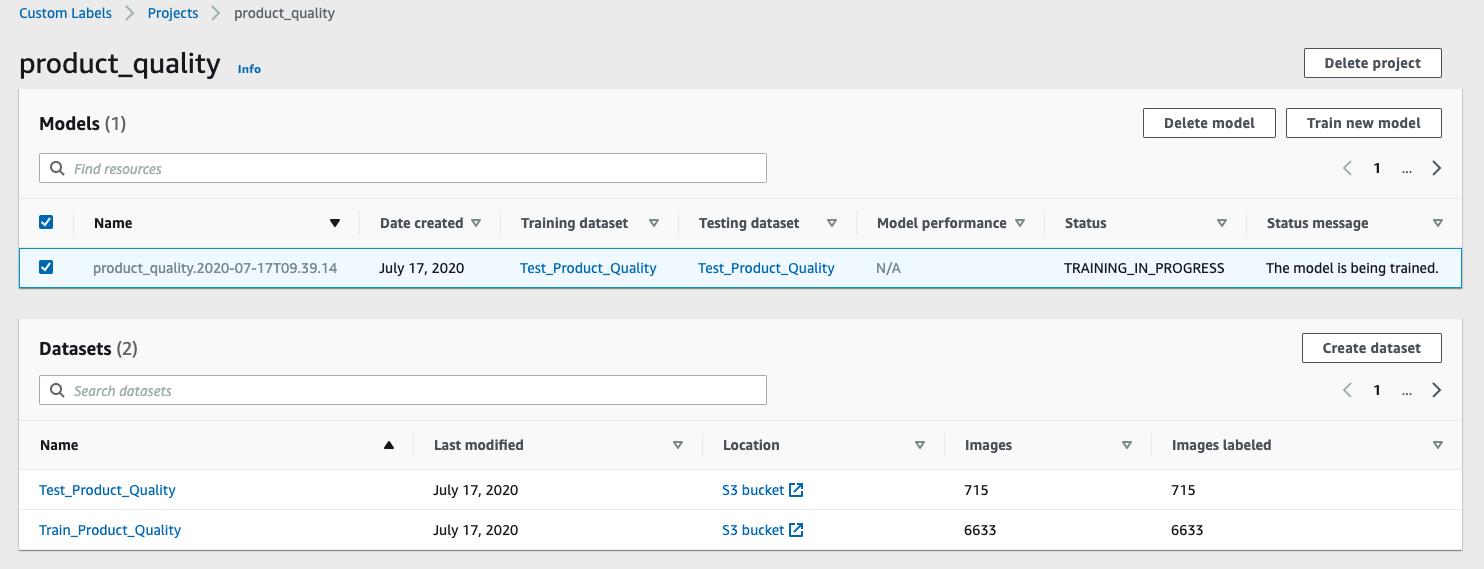 Custom Labels Projects product_quality
product_quality Info
Delete project
Models (1)
Delete model Train new model
Find resources
1 ...
Name Date created Training dataset Testing dataset Model performance Status Status message
product_quality.2020-07-17T09.39.14 July 17, 2020 Test_Product_Quality Test_Product_Quality N/A TRAINING_IN_PROGRESS The model is being trained.
Datasets (2)
Create dataset
Search datasets
1 ...
Name Last modified Location Images Images labeled
Test_Product_Quality July 17, 2020 S3 bucket 715 715
Train_Product_Quality July 17, 2020 S3 bucket 6633 6633